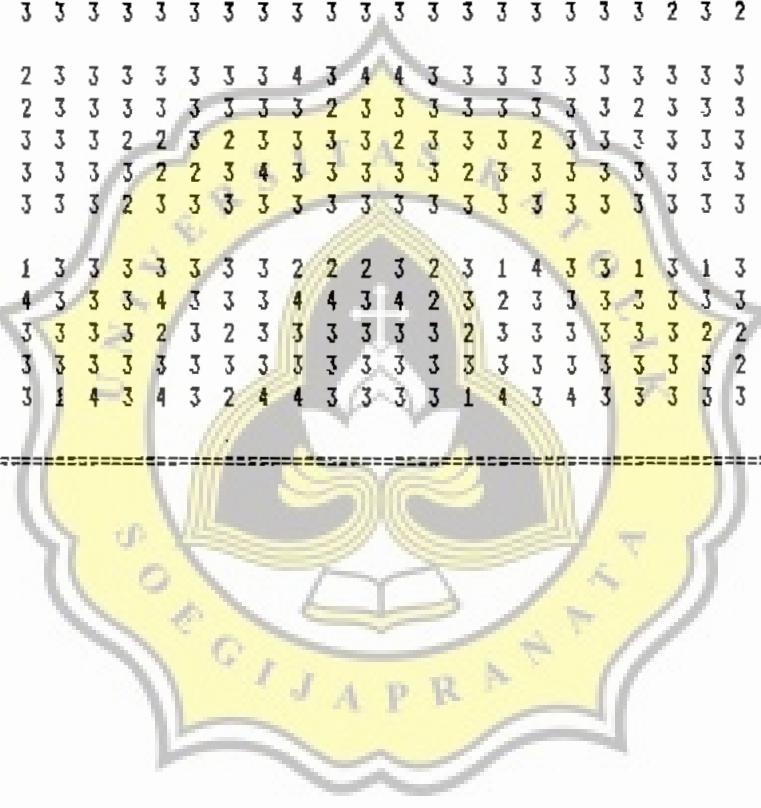 3 3 3 3 3 3 3 3 3 3 3 3 3 3 3 3 3 3 3 2 3 2
2 3 3 3 3 3 3 3 4 3 4 4 3 3 3 3 3 3 3 3 3 3
2 3 3 3 3 3 3 3 3 2 3 3 3 3 3 3 3 3 2 3 3 3
3 3 3 2 2 3 2 3 3 3 3 2 3 3 3 2 3 3 3 3 3 3
3 3 3 3 2 2 3 4 3 3 3 3 3 2 3 3 3 3 3 3 3 3
3 3 3 2 3 3 3 3 3 3 3 3 3 3 3 3 3 3 3 3 3 3
1 3 3 3 3 3 3 3 2 2 2 3 2 3 1 4 3 3 1 3 1 3
4 3 3 3 4 3 3 3 4 4 3 4 2 3 2 3 3 3 3 3 3 3
3 3 3 3 2 3 2 3 3 3 3 3 3 2 3 3 3 3 3 3 2 2
3 3 3 3 3 3 3 3 3 3 3 3 3 3 3 3 3 3 3 3 3 2
3 1 4 3 4 3 2 4 4 3 3 3 3 1 4 3 4 3 3 3 3 3
UNIVERSITAS KATOLIK
SOEGIJAPRANATA